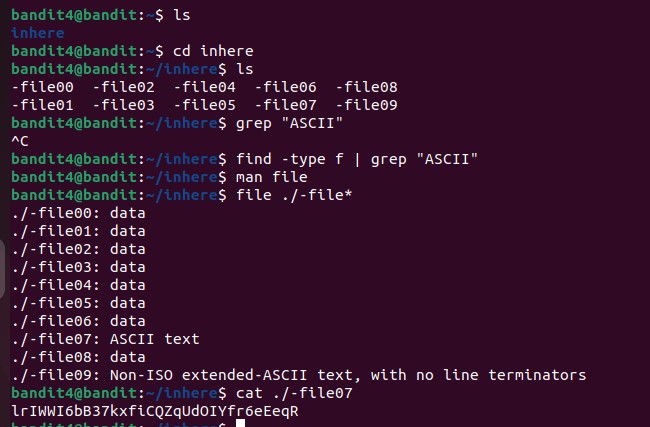 bandit4@bandit:~$ ls
inhere
bandit4@bandit:~$ cd inhere
bandit4@bandit:~/inhere$ ls
-file00  -file02  -file04  -file06  -file08
-file01  -file03  -file05  -file07  -file09
bandit4@bandit:~/inhere$ grep "ASCII"
^C
bandit4@bandit:~/inhere$ find -type f | grep "ASCII"
bandit4@bandit:~/inhere$ man file
bandit4@bandit:~/inhere$ file ./-file*
./-file00: data
./-file01: data
./-file02: data
./-file03: data
./-file04: data
./-file05: data
./-file06: data
./-file07: ASCII text
./-file08: data
./-file09: Non-ISO extended-ASCII text, with no line terminators
bandit4@bandit:~/inhere$ cat ./-file07
lrIWWI6bB37kxfiCQZqUdOIYfr6eEeqR
bandit4@bandit:~/inhere$